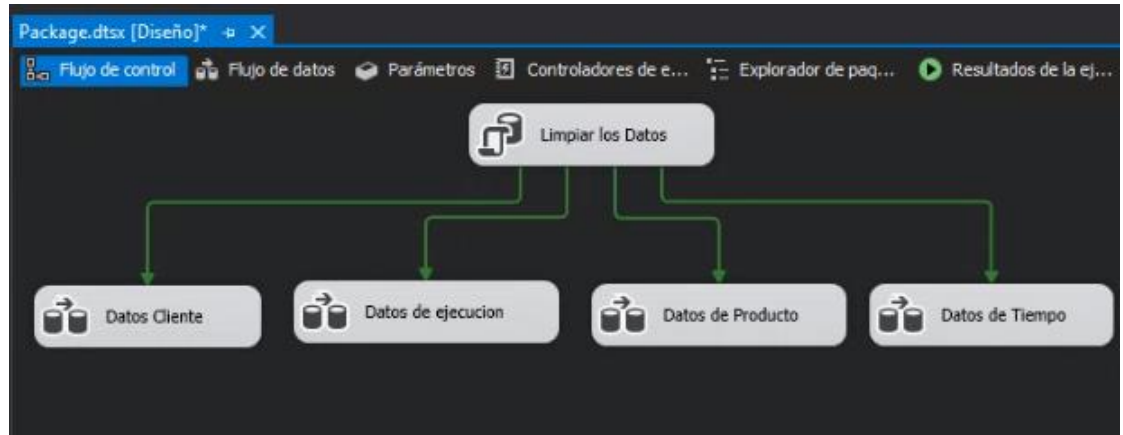 Package.dtsx [Diseño]*
Flujo de control Flujo de datos Parámetros Controladores de e... Explorador de paq... Resultados de la ej...
Limpiar los Datos
Datos Cliente Datos de ejecucion Datos de Producto Datos de Tiempo